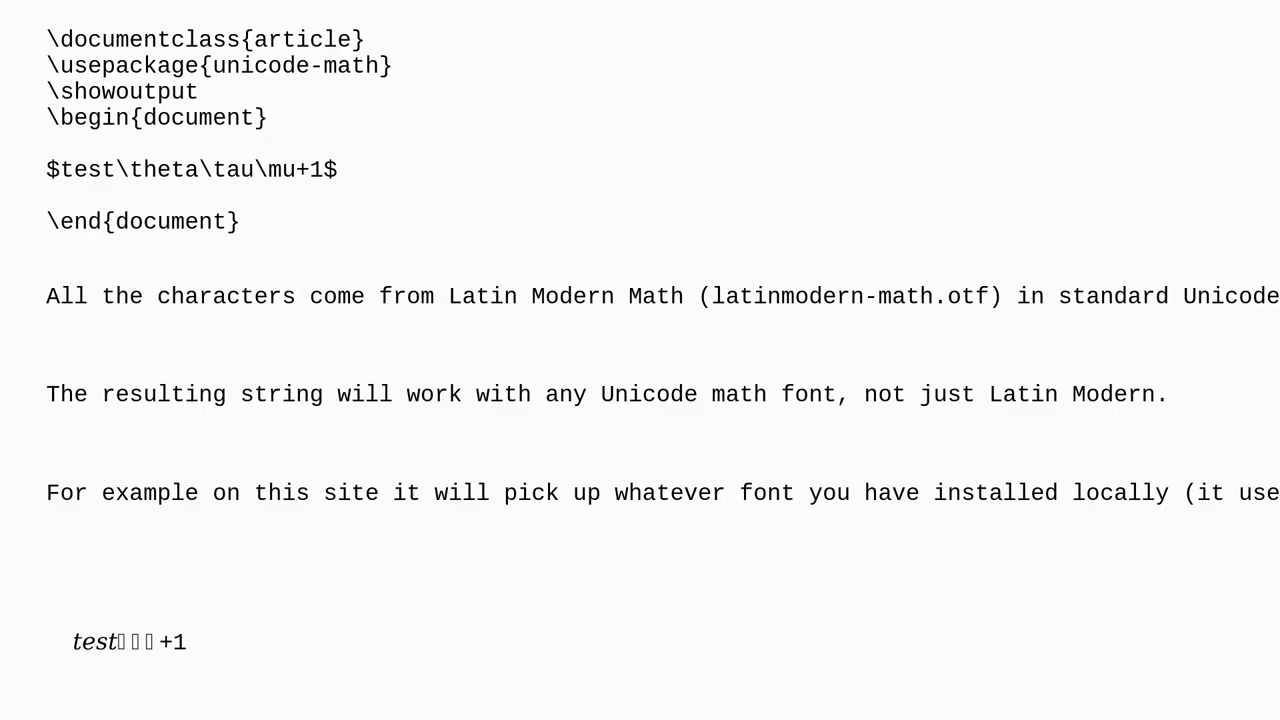 \documentclass{article}
\usepackage{unicode-math}
\showoutput
\begin{document}
$test\theta\tau\mu+1$
\end{document}
All the characters come from Latin Modern Math (latinmodern-math.otf) in standard Unicode
The resulting string will work with any Unicode math font, not just Latin Modern.
For example on this site it will pick up whatever font you have installed locally (it use
𝑡𝑒𝑠𝑡+1